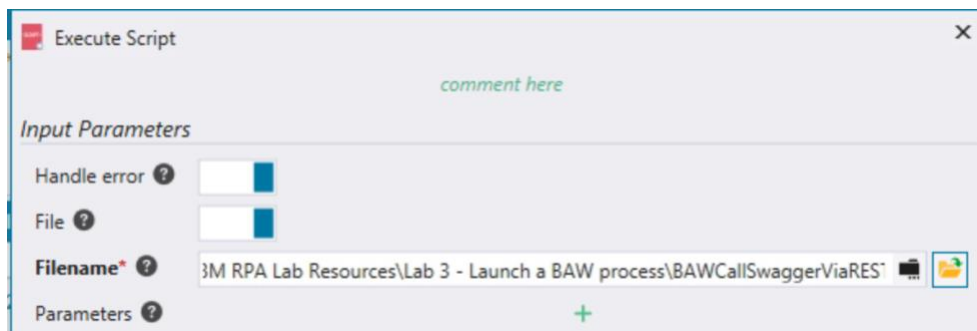 Execute Script
comment here
Input Parameters
Handle error
File
Filename*
3M RPA Lab Resources\Lab 3 - Launch a BAW process\BAWCallSwaggerViaREST
Parameters